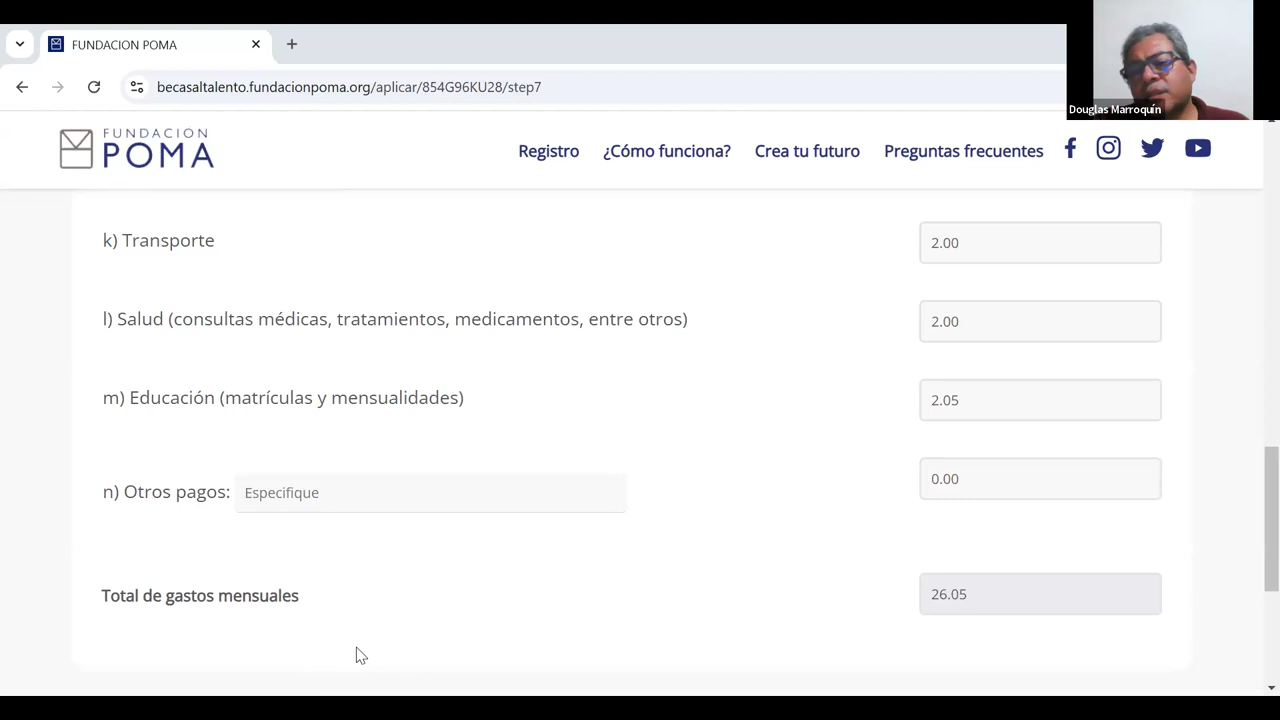 FUNDACION POMA
becasaltalento.fundacionpoma.org/aplicar/854G96KU28/step7
Douglas Marroquín
FUNDACION
POMA
Registro ¿Cómo funciona? Crea tu futuro Preguntas frecuentes
k) Transporte 2.00
l) Salud (consultas médicas, tratamientos, medicamentos, entre otros) 2.00
m) Educación (matrículas y mensualidades) 2.05
n) Otros pagos: Especifique 0.00
Total de gastos mensuales 26.05